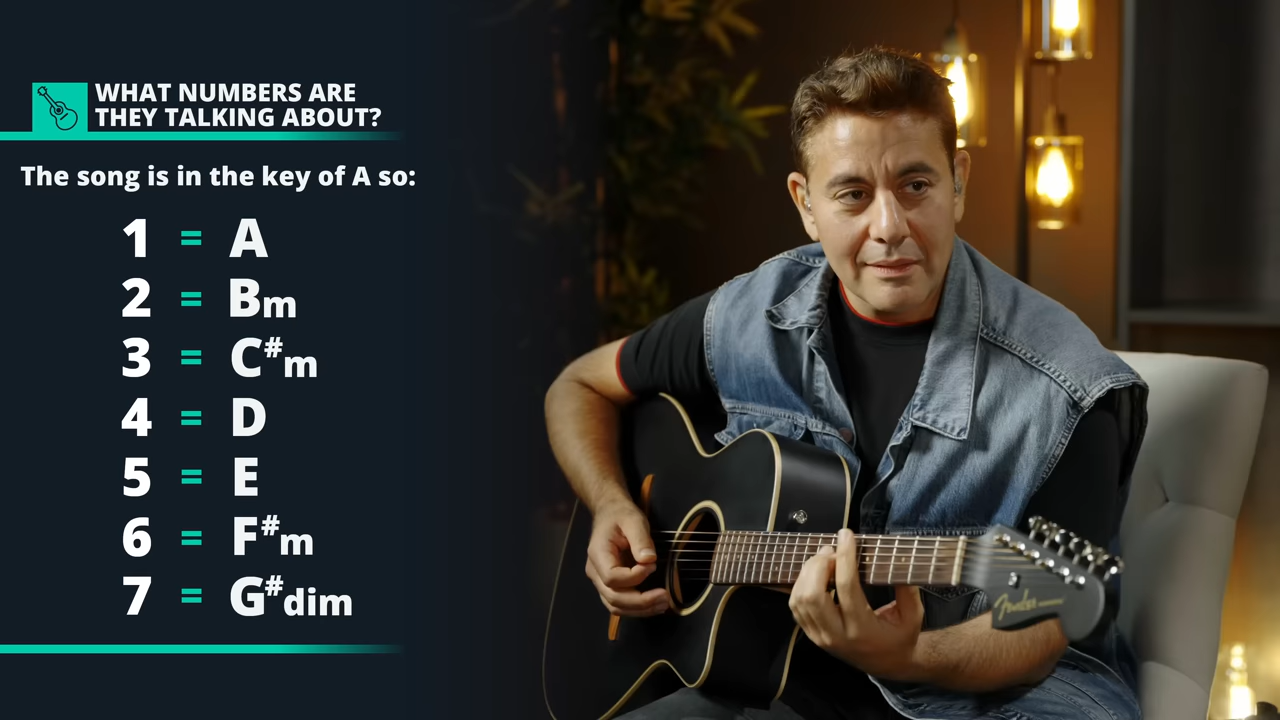 WHAT NUMBERS ARE
THEY TALKING ABOUT?
The song is in the key of A so:
1 = A
2 = Bm
3 = C#m
4 = D
5 = E
6 = F#m
7 = G#dim
Fender